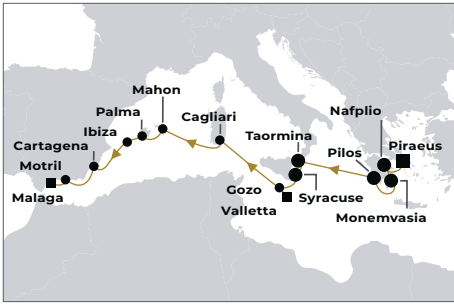 Mahon
Palma
Cagliari
Nafplio
Ibiza
Taormina
Cartagena
Pilos
Piraeus
Motril
Gozo
Syracuse
Malaga
Valletta
Monemvasia